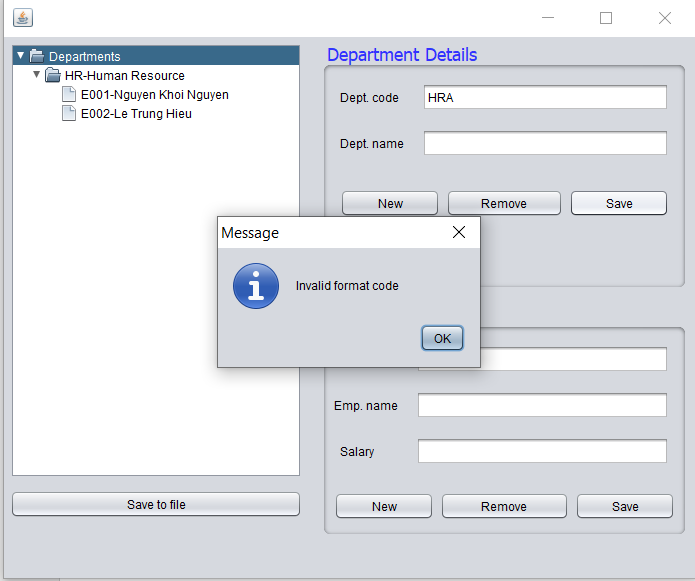 Departments
HR-Human Resource
E001-Nguyen Khoi Nguyen
E002-Le Trung Hieu
Save to file
Department Details
Dept. code HRA
Dept. name
New Remove Save
Message
Invalid format code
OK
Emp. name
Salary
New Remove Save